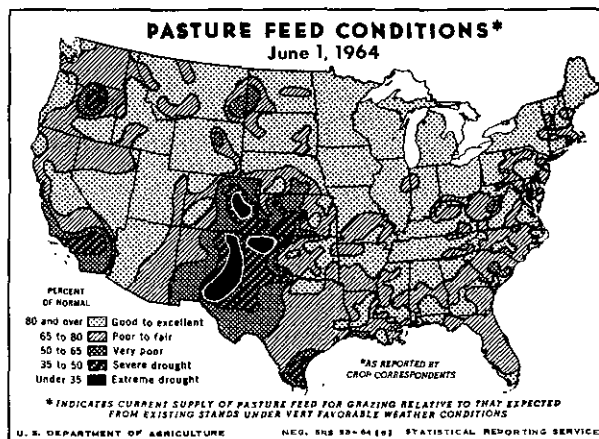 PASTURE FEED CONDITIONS*
June 1, 1964
PERCENT
OF NORMAL
80 and over Good to excellent
65 to 80 Poor to fair
50 to 65 Very poor
35 to 50 Severe drought
Under 35 Extreme drought
*AS REPORTED BY
CROP CORRESPONDENTS
* INDICATES CURRENT SUPPLY OF PASTURE FEED FOR GRAZING RELATIVE TO THAT EXPECTED
FROM EXISTING STANDS UNDER VERY FAVORABLE WEATHER CONDITIONS
U. S. DEPARTMENT OF AGRICULTURE NEG. SRS STATISTICAL REPORTING SERVICE